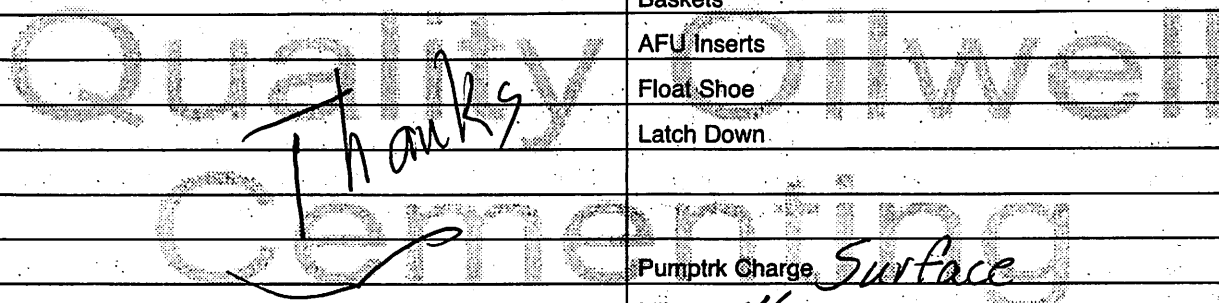 Baskets
Quality Oilwell
AFU Inserts
Float Shoe
Thanks
Latch Down
Cementing
Pumptrk Charge Surface